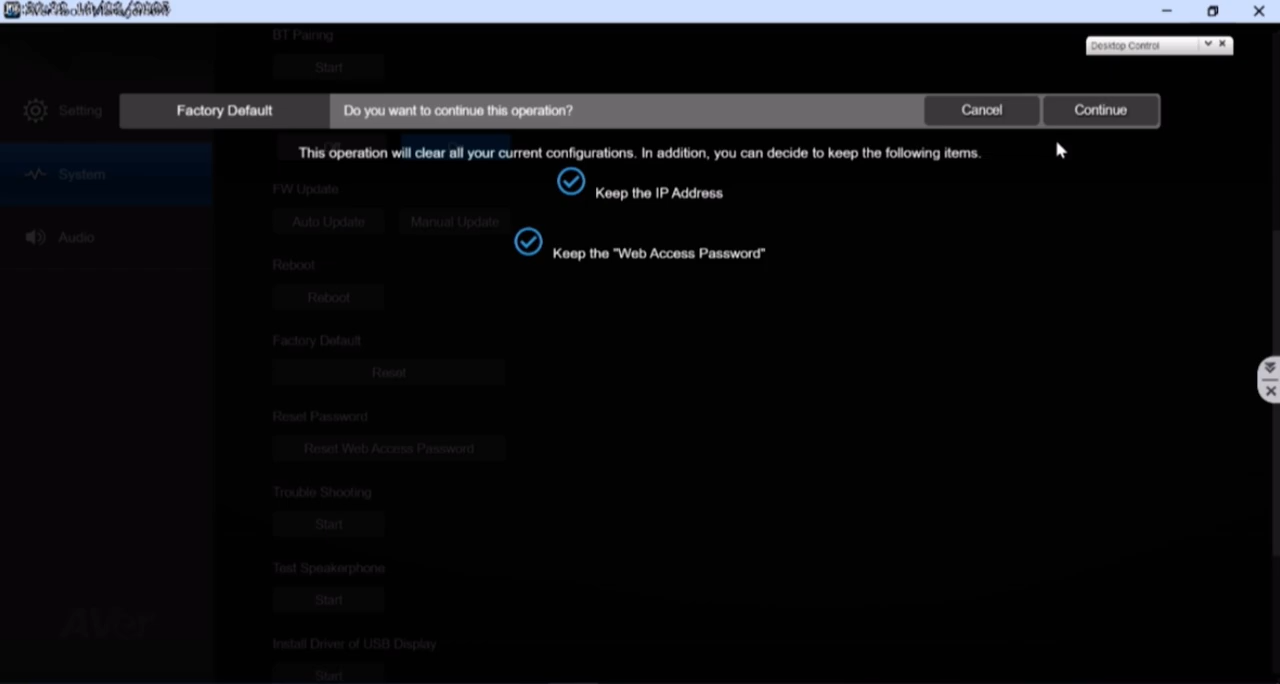 BT Pairing
Start
Desktop Control
Setting
Factory Default
Do you want to continue this operation?
Cancel
Continue
This operation will clear all your current configurations. In addition, you can decide to keep the following items.
System
FW Update
Keep the IP Address
Auto Update
Manual Update
Audio
Keep the "Web Access Password"
Reboot
Reboot
Factory Default
Reset
Reset Password
Reset Web Access Password
Trouble Shooting
Start
Test Speakerphone
Start
AVer
Install Driver of USB Display
Start